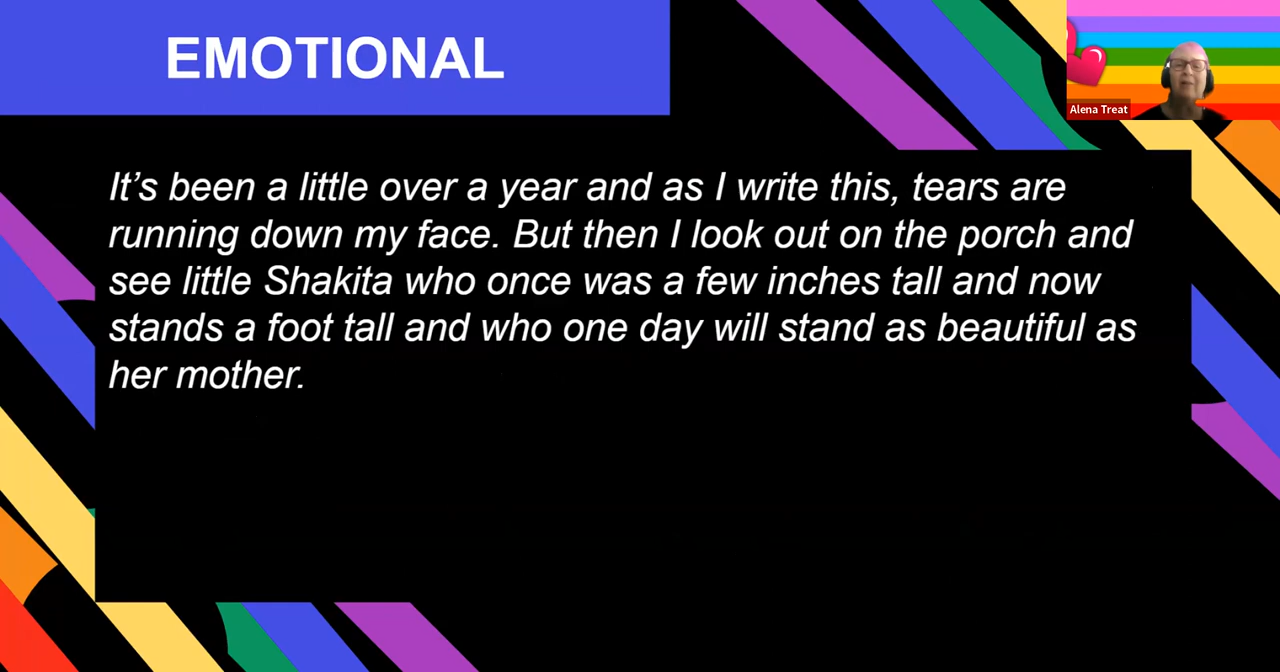 EMOTIONAL
Alena Treat
It’s been a little over a year and as I write this, tears are
running down my face. But then I look out on the porch and
see little Shakita who once was a few inches tall and now
stands a foot tall and who one day will stand as beautiful as
her mother.